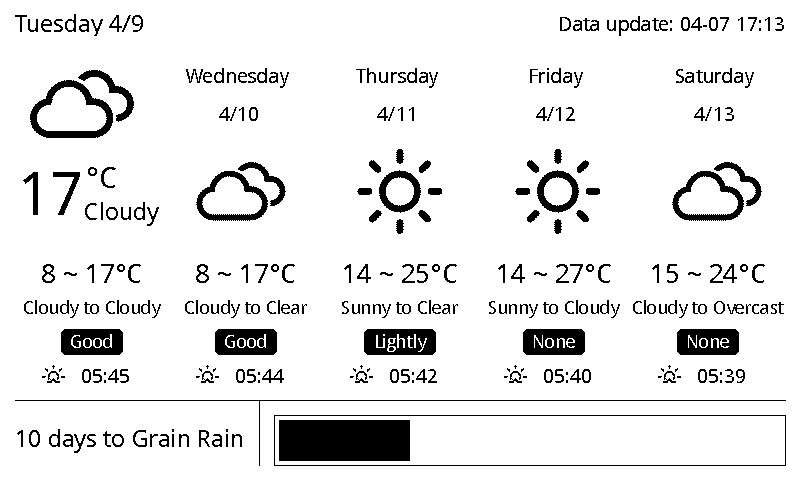 Tuesday 4/9
Data update: 04-07 17:13
Wednesday
Thursday
Friday
Saturday
4/10
4/11
4/12
4/13
17 °C
Cloudy
8 ~ 17°C
8 ~ 17°C
14 ~ 25°C
14 ~ 27°C
15 ~ 24°C
Cloudy to Cloudy
Cloudy to Clear
Sunny to Clear
Sunny to Cloudy
Cloudy to Overcast
Good
Good
Lightly
None
None
05:45
05:44
05:42
05:40
05:39
10 days to Grain Rain